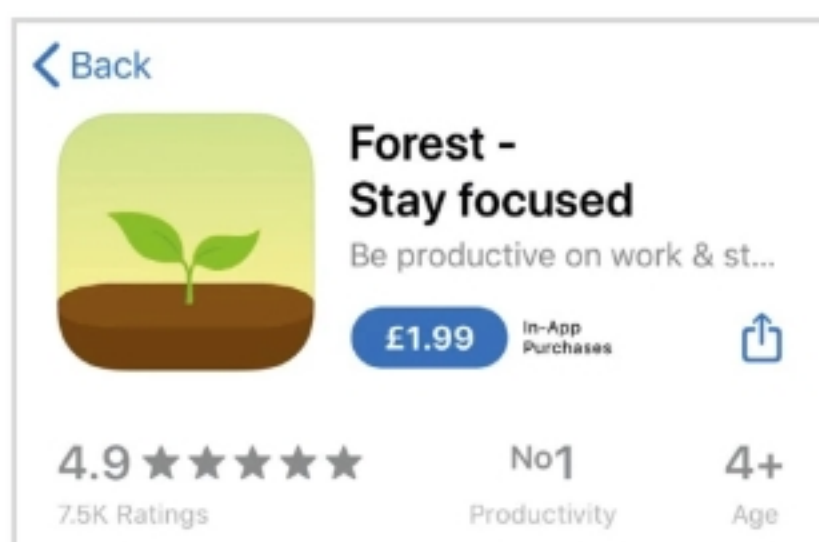 Back
Forest -
Stay focused
Be productive on work & st...
£1.99
In-App
Purchases
4.9
No1
4+
7.5K Ratings
Productivity
Age